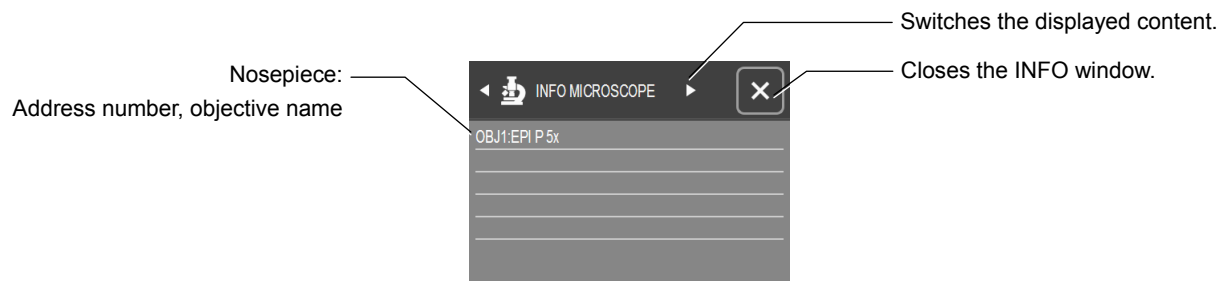 Switches the displayed content.
Nosepiece:
Address number, objective name
Closes the INFO window.
INFO MICROSCOPE
OBJ1:EPI P 5x